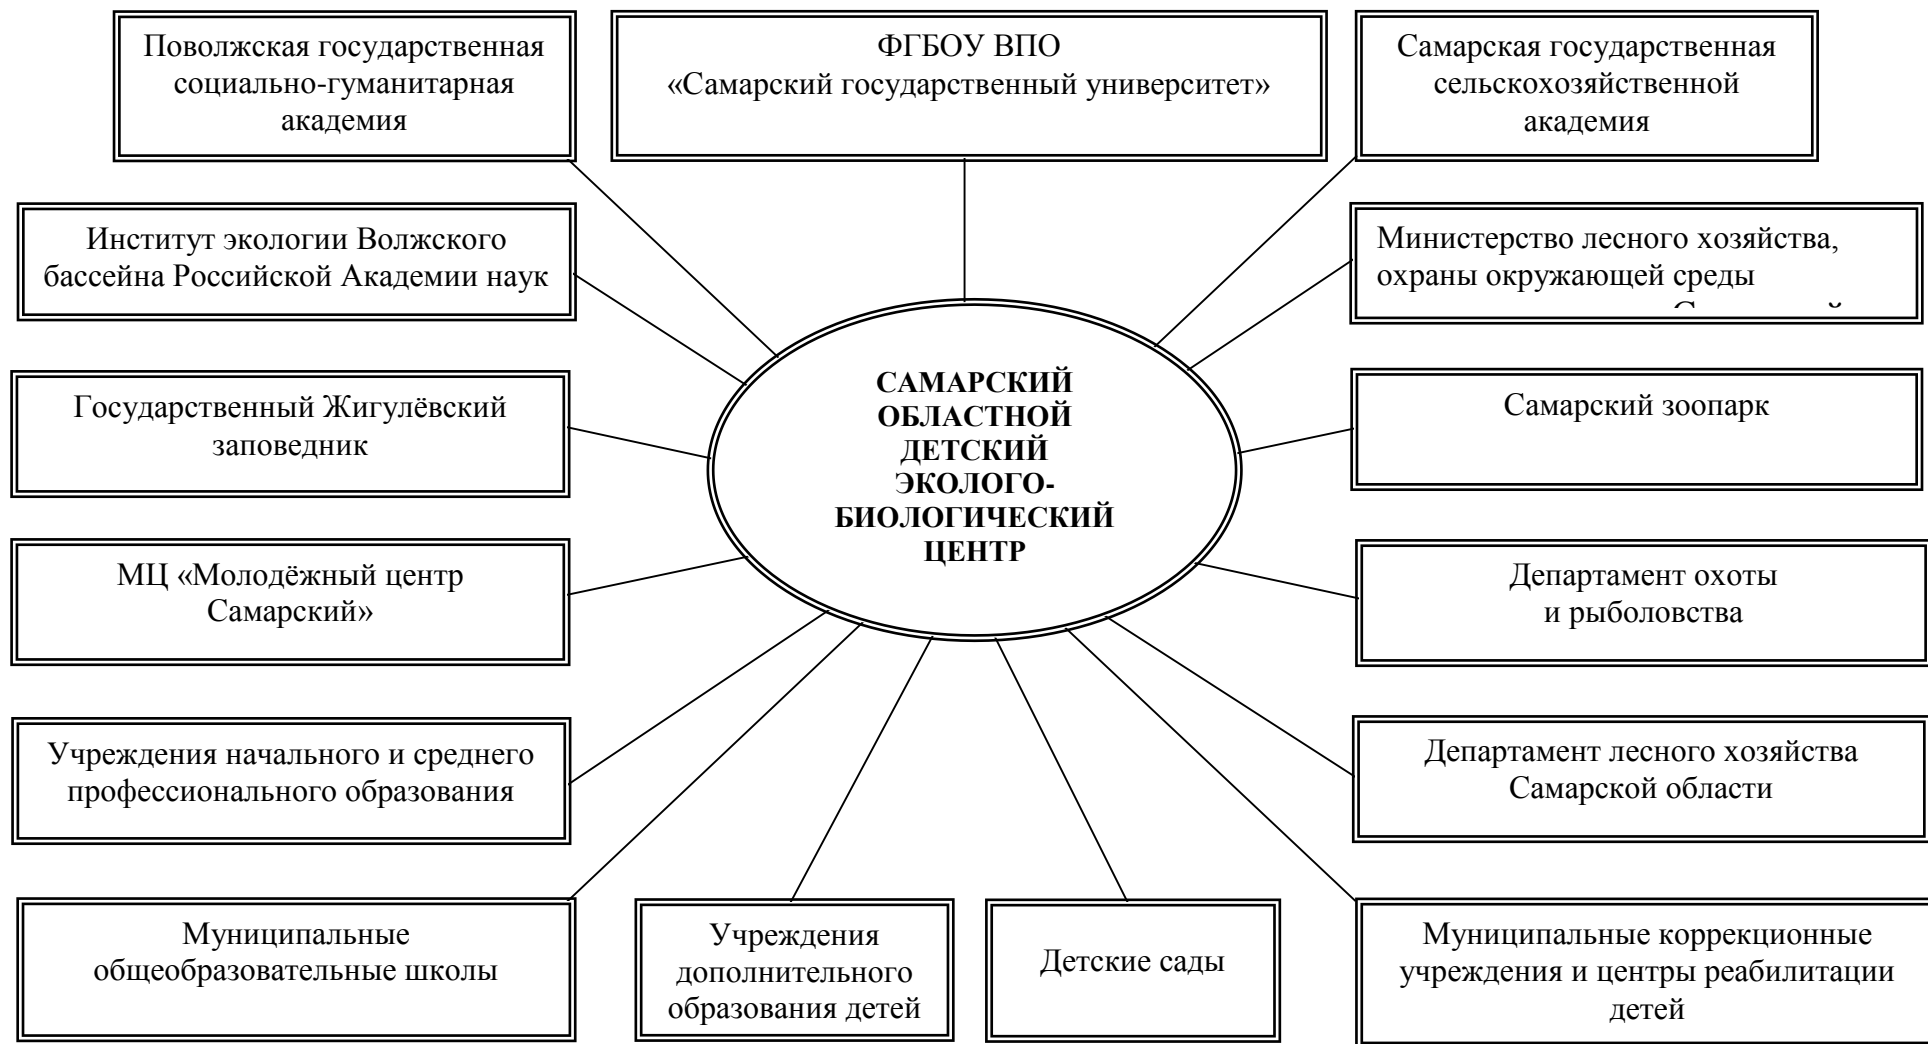 Поволжская государственная
социально-гуманитарная
академия
ФГБОУ ВПО
«Самарский государственный университет»
Самарская государственная
сельскохозяйственной
академия
Институт экологии Волжского
бассейна Российской Академии наук
Министерство лесного хозяйства,
охраны окружающей среды
Государственный Жигулёвский
заповедник
САМАРСКИЙ
ОБЛАСТНОЙ
ДЕТСКИЙ
ЭКОЛОГО-
БИОЛОГИЧЕСКИЙ
ЦЕНТР
Самарский зоопарк
МЦ «Молодёжный центр
Самарский»
Департамент охоты
и рыболовства
Учреждения начального и среднего
профессионального образования
Департамент лесного хозяйства
Самарской области
Муниципальные
общеобразовательные школы
Учреждения
дополнительного
образования детей
Детские сады
Муниципальные коррекционные
учреждения и центры реабилитации
детей